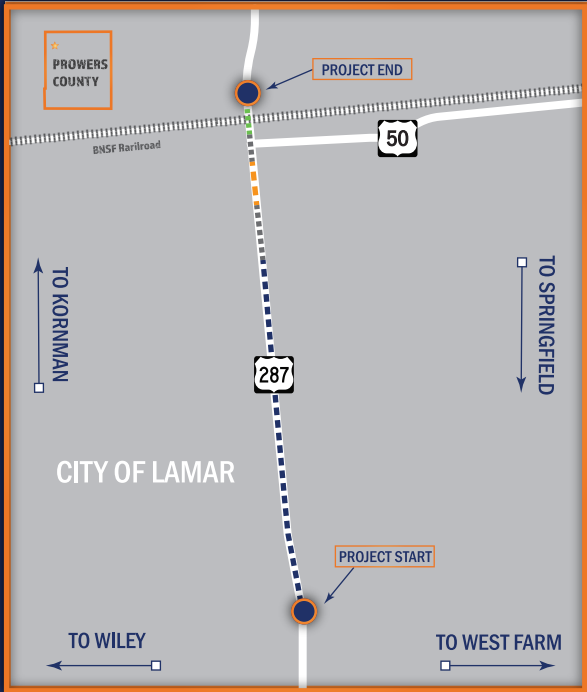 PROWERS
COUNTY
PROJECT END
BNSF Rarilroad
50
TO KORNMAN
TO SPRINGFIELD
287
CITY OF LAMAR
PROJECT START
TO WILEY
TO WEST FARM